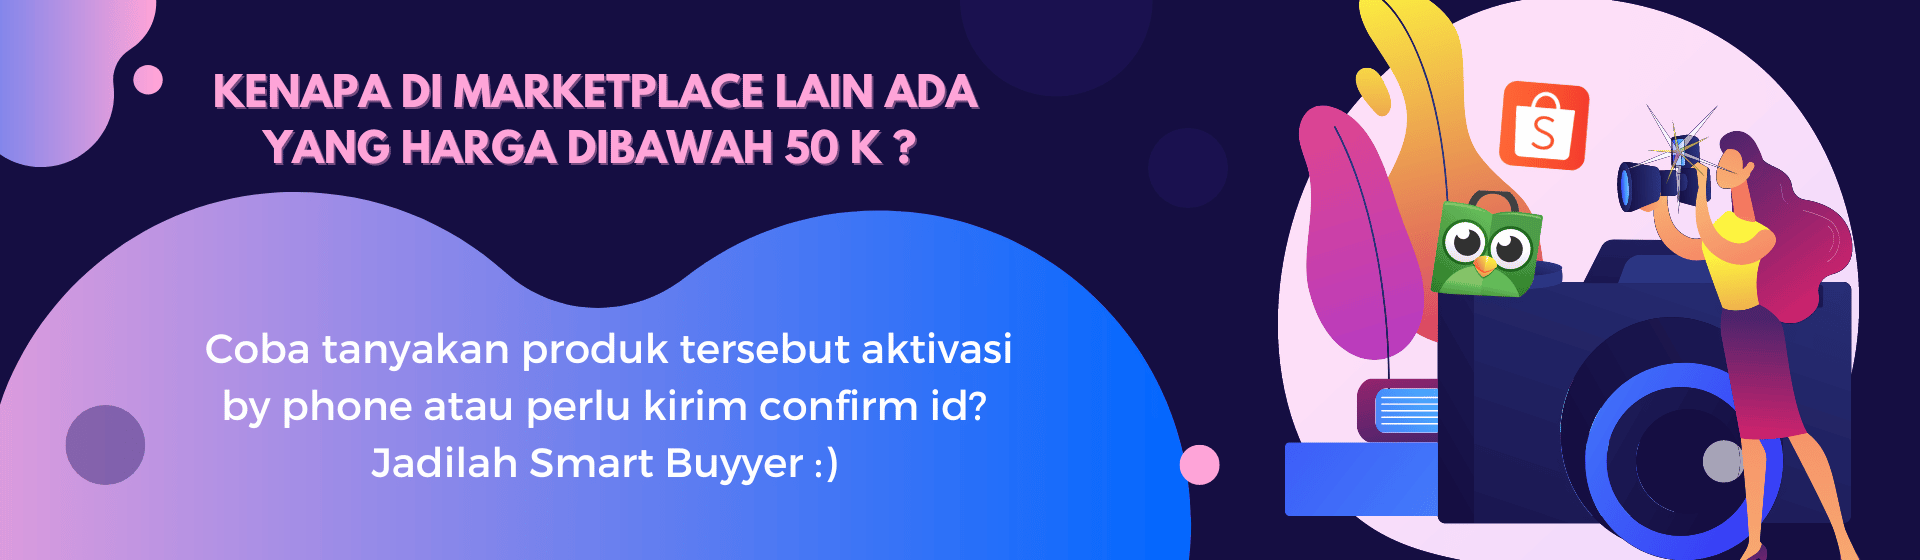 KENAPA DI MARKETPLACE LAIN ADA
YANG HARGA DIBAWAH 50 K ?
S
Coba tanyakan produk tersebut aktivasi
by phone atau perlu kirim confirm id?
Jadilah Smart Buyyer :)